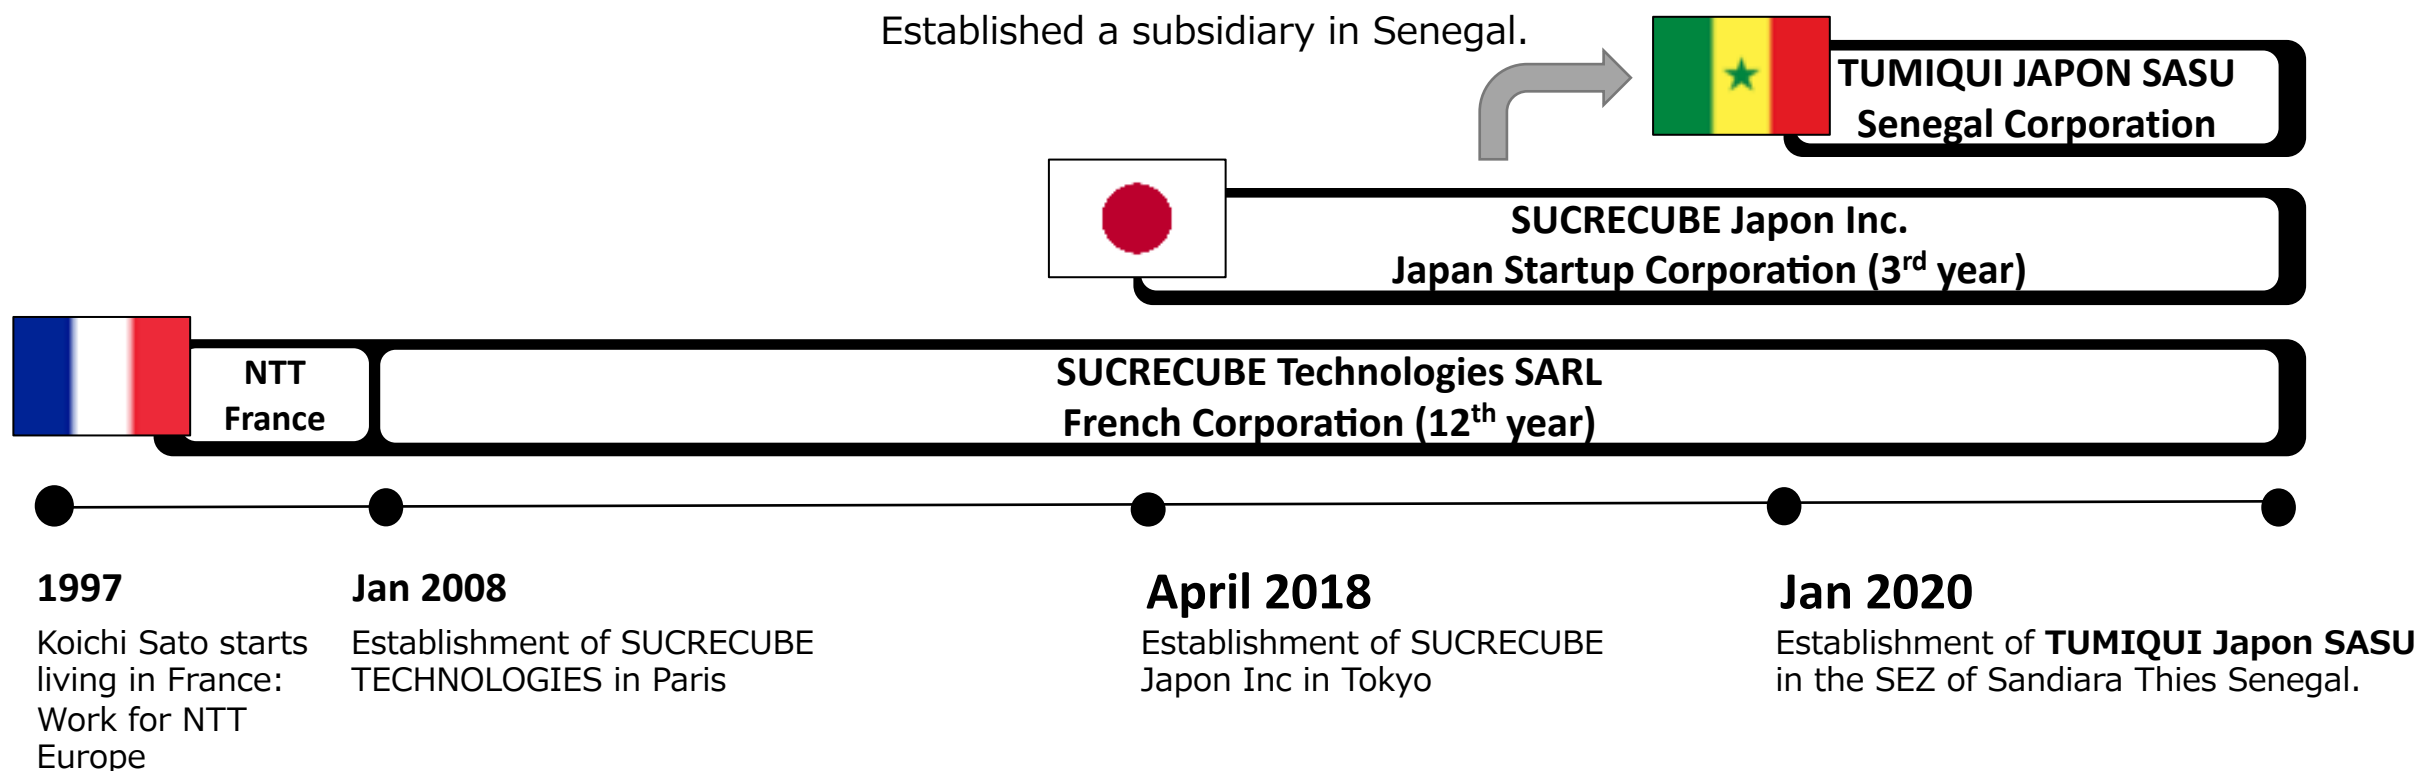 Established a subsidiary in Senegal.
TUMIQUI JAPON SASU
Senegal Corporation
SUCRECUBE Japon Inc.
Japan Startup Corporation (3rd year)
NTT
France
SUCRECUBE Technologies SARL
French Corporation (12th year)
1997
Koichi Sato starts
living in France:
Work for NTT
Europe
Jan 2008
Establishment of SUCRECUBE
TECHNOLOGIES in Paris
April 2018
Establishment of SUCRECUBE
Japon Inc in Tokyo
Jan 2020
Establishment of TUMIQUI Japon SASU
in the SEZ of Sandiara Thies Senegal.